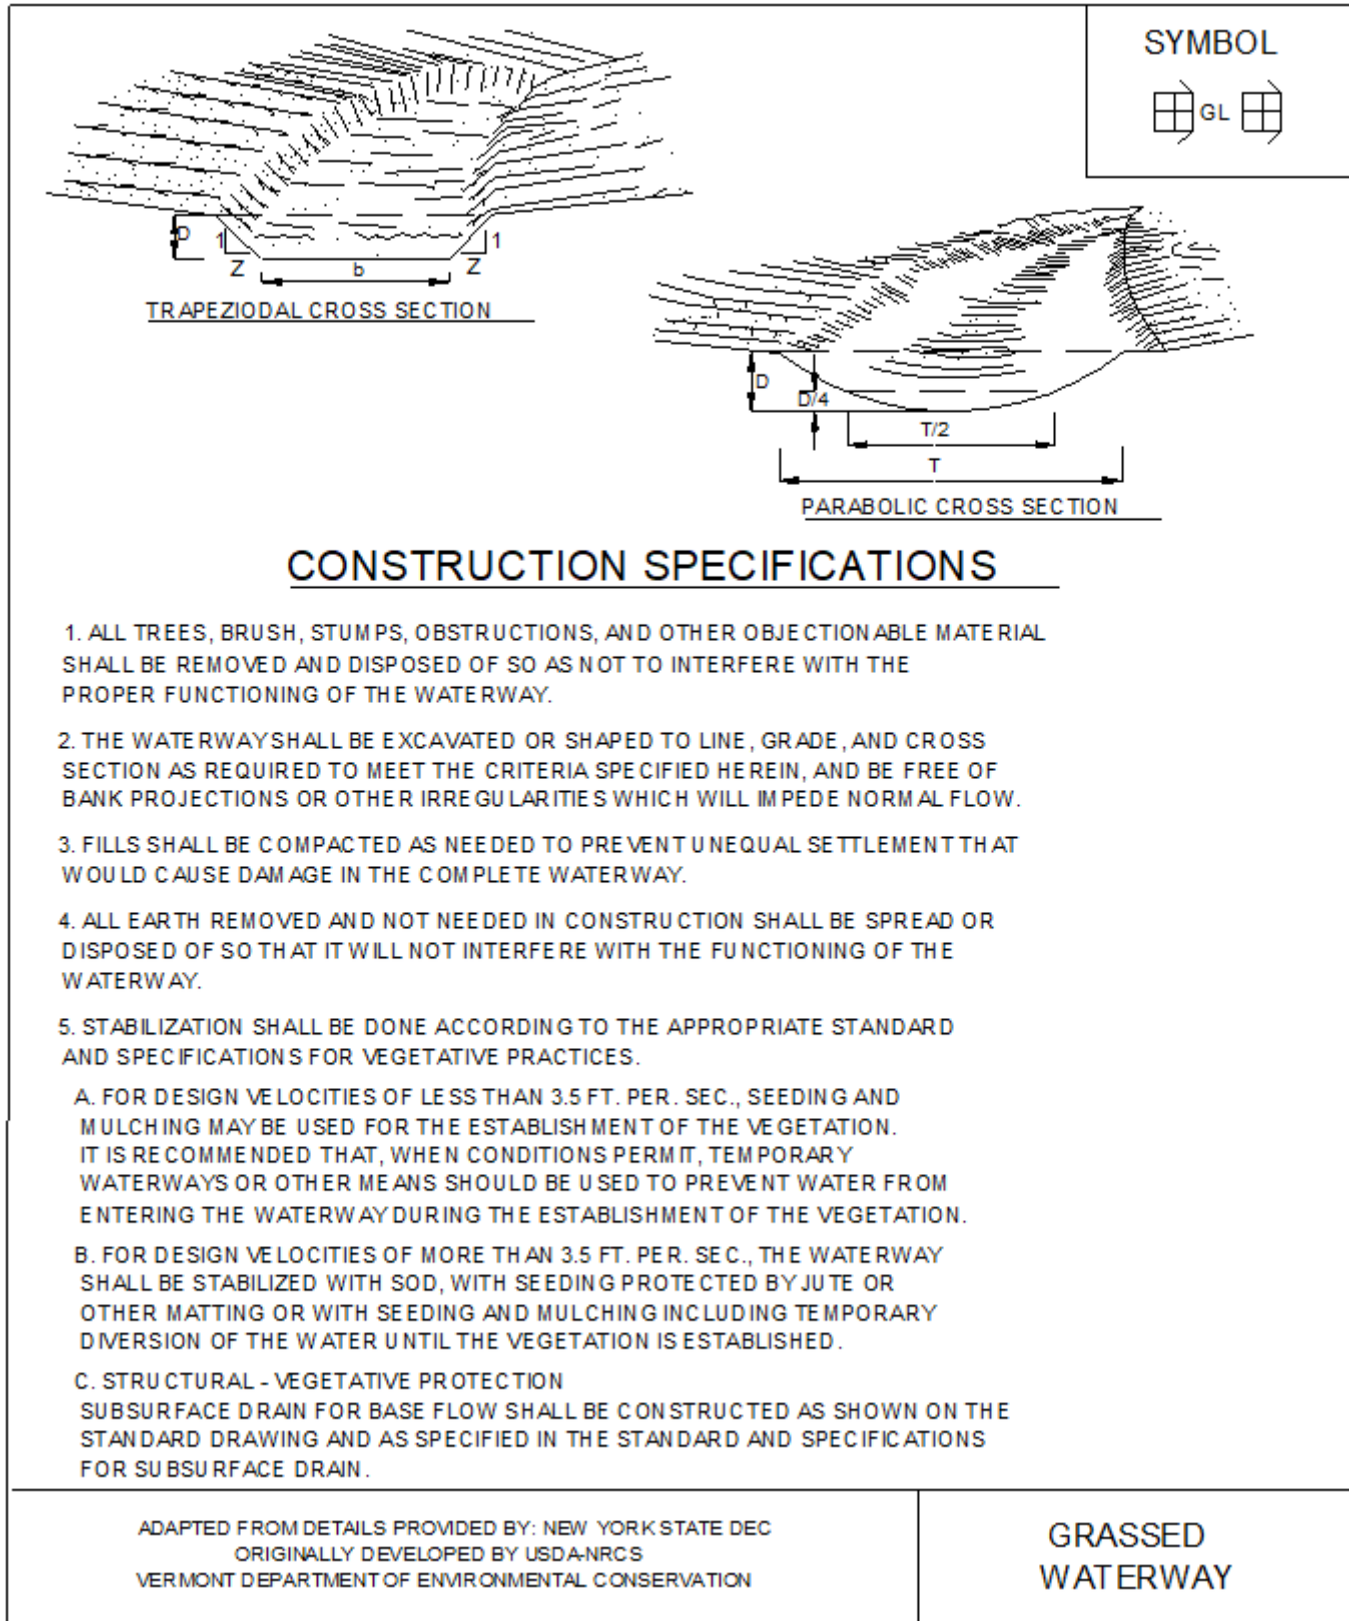 SYMBOL
GL
D
1
Z
b
Z
1
TRAPEZIODAL CROSS SECTION
D
D/4
T/2
T
PARABOLIC CROSS SECTION
CONSTRUCTION SPECIFICATIONS
1. ALL TREES, BRUSH, STUMPS, OBSTRUCTIONS, AND OTHER OBJECTIONABLE MATERIAL
SHALL BE REMOVED AND DISPOSED OF SO AS NOT TO INTERFERE WITH THE
PROPER FUNCTIONING OF THE WATERWAY.
2. THE WATERWAY SHALL BE EXCAVATED OR SHAPED TO LINE, GRADE, AND CROSS
SECTION AS REQUIRED TO MEET THE CRITERIA SPECIFIED HEREIN, AND BE FREE OF
BANK PROJECTIONS OR OTHER IRREGULARITIES WHICH WILL IMPEDE NORMAL FLOW.
3. FILLS SHALL BE COMPACTED AS NEEDED TO PREVENT UNEQUAL SETTLEMENT THAT
WOULD CAUSE DAMAGE IN THE COMPLETE WATERWAY.
4. ALL EARTH REMOVED AND NOT NEEDED IN CONSTRUCTION SHALL BE SPREAD OR
DISPOSED OF SO THAT IT WILL NOT INTERFERE WITH THE FUNCTIONING OF THE
WATERWAY.
5. STABILIZATION SHALL BE DONE ACCORDING TO THE APPROPRIATE STANDARD
AND SPECIFICATIONS FOR VEGETATIVE PRACTICES.
A. FOR DESIGN VELOCITIES OF LESS THAN 3.5 FT. PER. SEC., SEEDING AND
MULCHING MAY BE USED FOR THE ESTABLISHMENT OF THE VEGETATION.
IT IS RECOMMENDED THAT, WHEN CONDITIONS PERMIT, TEMPORARY
WATERWAYS OR OTHER MEANS SHOULD BE USED TO PREVENT WATER FROM
ENTERING THE WATERWAY DURING THE ESTABLISHMENT OF THE VEGETATION.
B. FOR DESIGN VELOCITIES OF MORE THAN 3.5 FT. PER. SEC., THE WATERWAY
SHALL BE STABILIZED WITH SOD, WITH SEEDING PROTECTED BY JUTE OR
OTHER MATTING OR WITH SEEDING AND MULCHING INCLUDING TEMPORARY
DIVERSION OF THE WATER UNTIL THE VEGETATION IS ESTABLISHED.
C. STRUCTURAL - VEGETATIVE PROTECTION
SUBSURFACE DRAIN FOR BASE FLOW SHALL BE CONSTRUCTED AS SHOWN ON THE
STANDARD DRAWING AND AS SPECIFIED IN THE STANDARD AND SPECIFICATIONS
FOR SUBSURFACE DRAIN.
ADAPTED FROM DETAILS PROVIDED BY: NEW YORK STATE DEC
ORIGINALLY DEVELOPED BY USDA-NRCS
VERMONT DEPARTMENT OF ENVIRONMENTAL CONSERVATION
GRASSED
WATERWAY